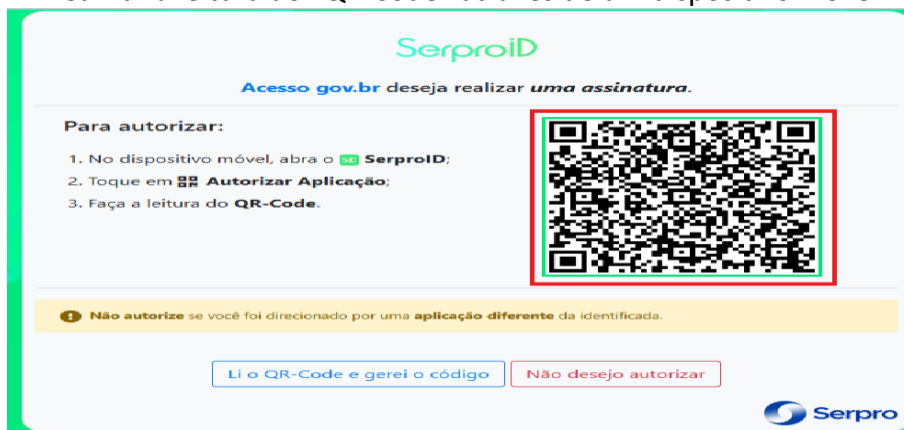 SerproID
Acesso gov.br deseja realizar uma assinatura.
Para autorizar:
1. No dispositivo móvel, abra o SerproID;
2. Toque em Autorizar Aplicação;
3. Faça a leitura do QR-Code.
Não autorize se você foi direcionado por uma aplicação diferente da identificada.
Li o QR-Code e gerei o código
Não desejo autorizar
Serpro